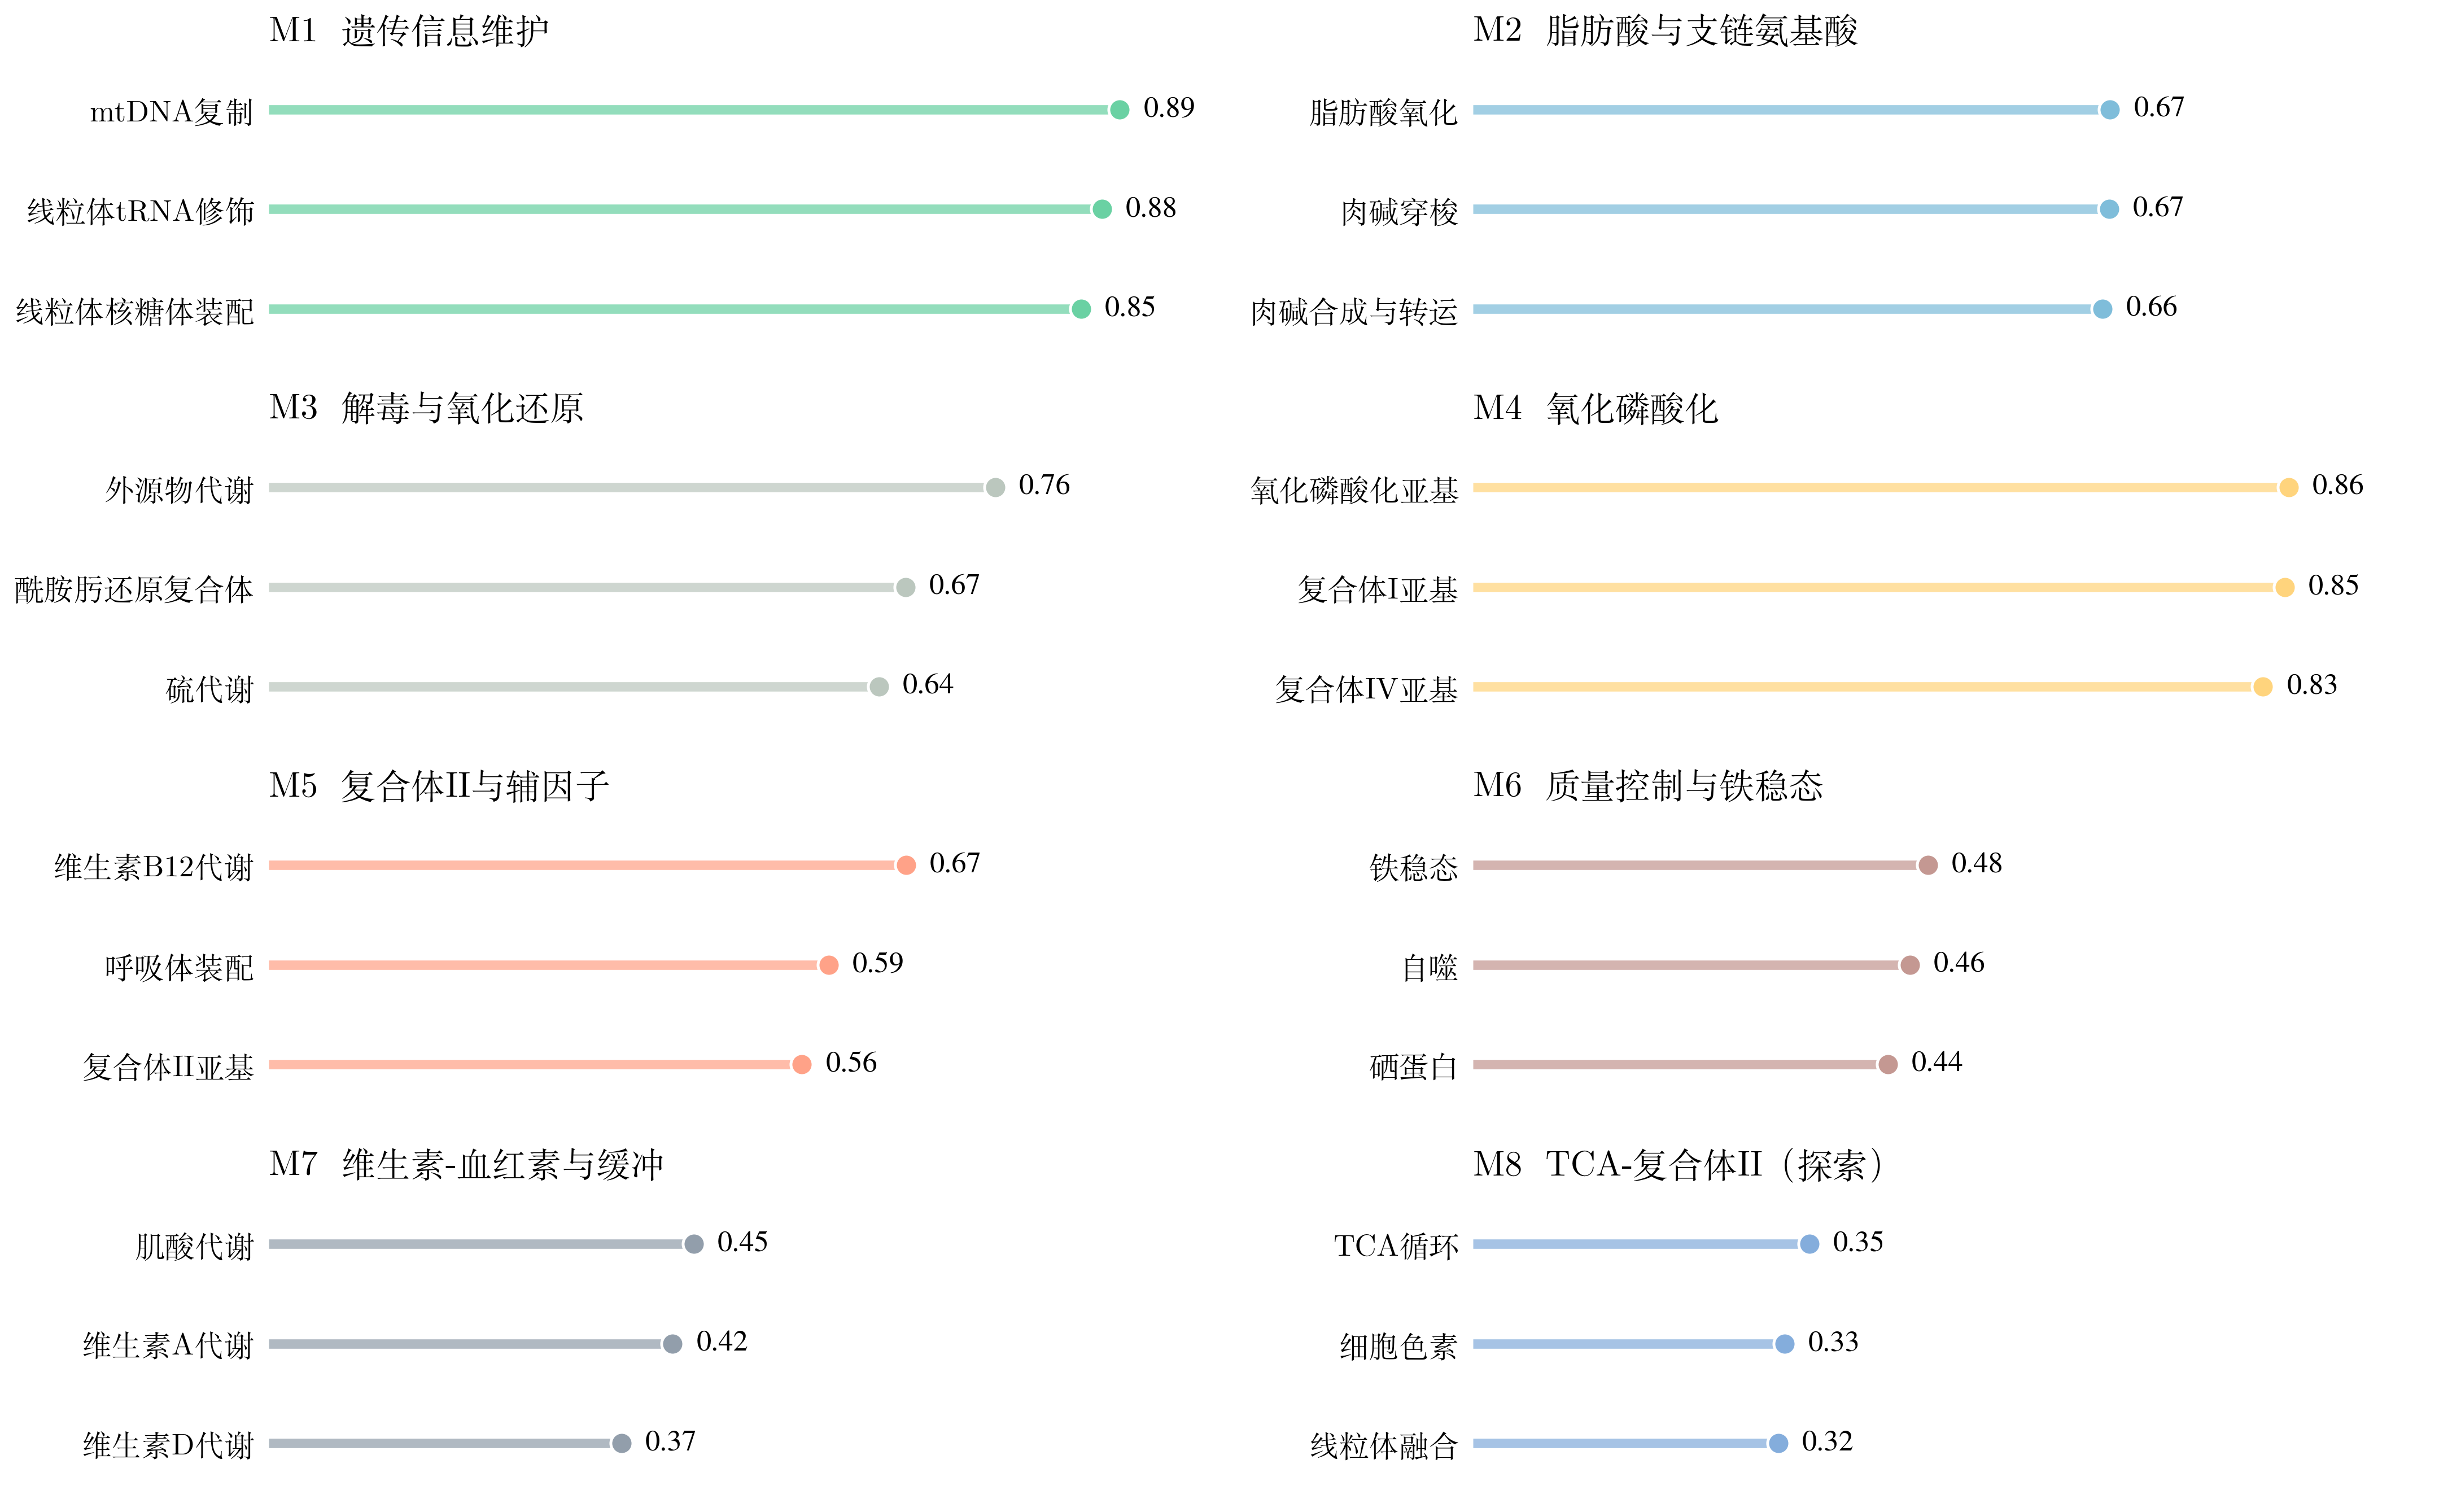 M1 遗传信息维护
mtDNA复制 0.89
线粒体tRNA修饰 0.88
线粒体核糖体装配 0.85
M2 脂肪酸与支链氨基酸
脂肪酸氧化 0.67
肉碱穿梭 0.67
肉碱合成与转运 0.66
M3 解毒与氧化还原
外源物代谢 0.76
酰胺肟还原复合体 0.67
硫代谢 0.64
M4 氧化磷酸化
氧化磷酸化亚基 0.86
复合体I亚基 0.85
复合体IV亚基 0.83
M5 复合体II与辅因子
维生素B12代谢 0.67
呼吸体装配 0.59
复合体II亚基 0.56
M6 质量控制与铁稳态
铁稳态 0.48
自噬 0.46
硒蛋白 0.44
M7 维生素-血红素与缓冲
肌酸代谢 0.45
维生素A代谢 0.42
维生素D代谢 0.37
M8 TCA-复合体II（探索）
TCA循环 0.35
细胞色素 0.33
线粒体融合 0.32